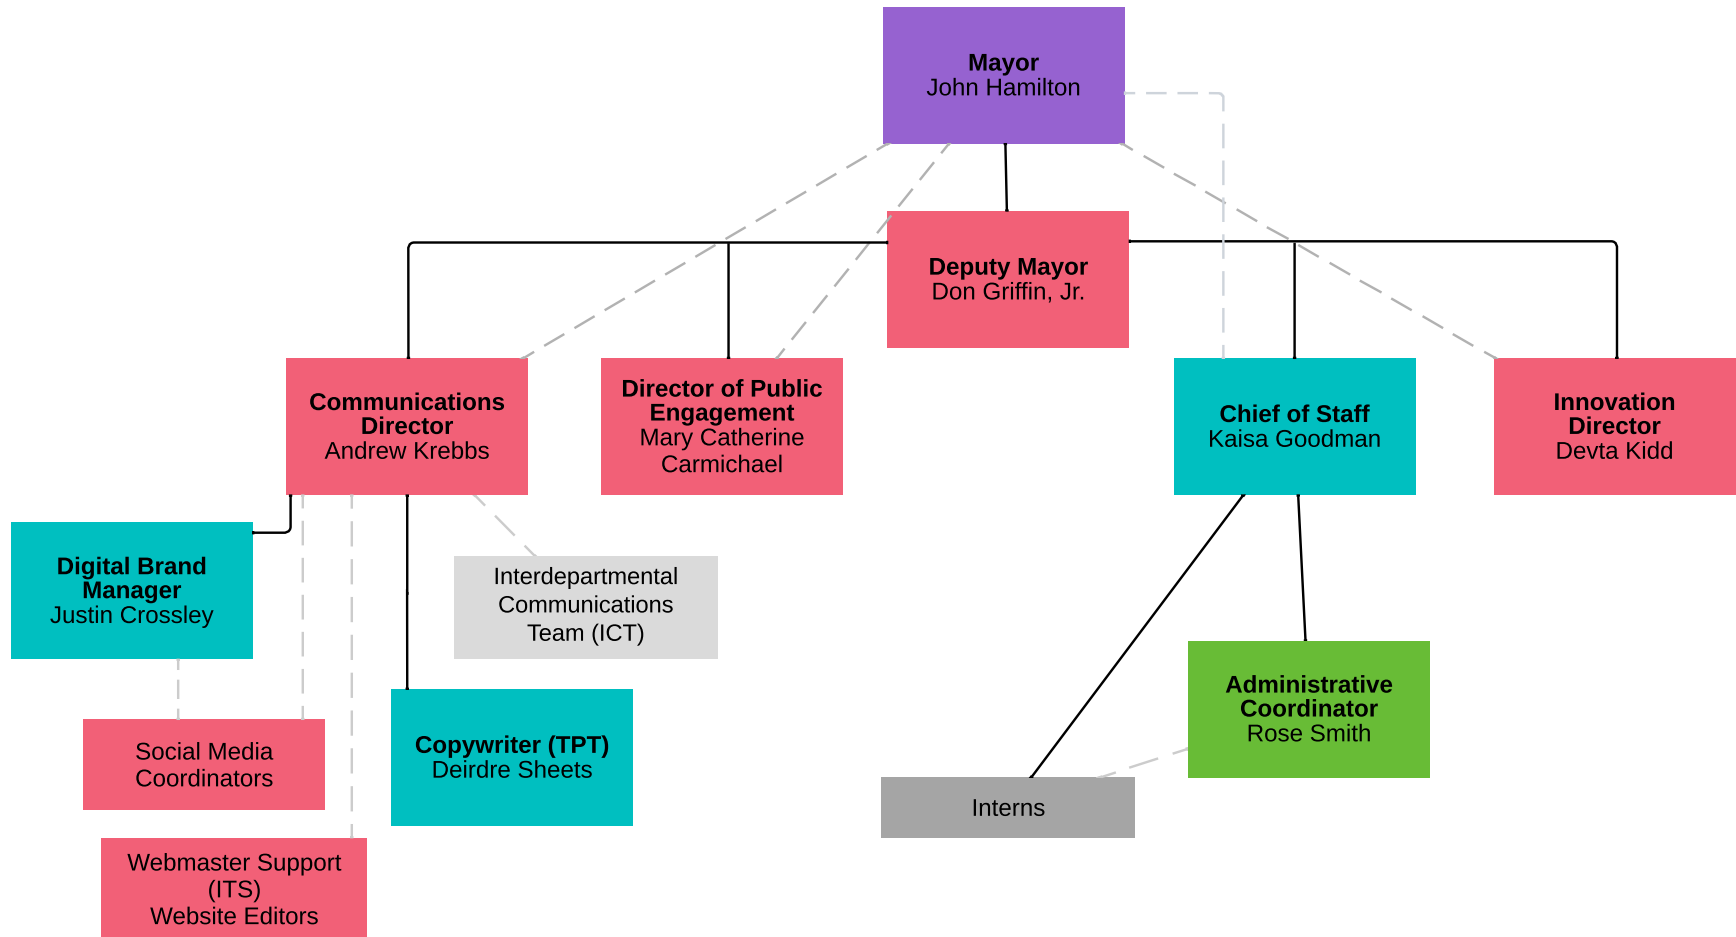 Mayor
John Hamilton
Deputy Mayor
Don Griffin, Jr.
Communications
Director
Andrew Krebbs
Director of Public
Engagement
Mary Catherine
Carmichael
Chief of Staff
Kaisa Goodman
Innovation
Director
Devta Kidd
Digital Brand
Manager
Justin Crossley
Interdepartmental
Communications
Team (ICT)
Social Media
Coordinators
Copywriter (TPT)
Deirdre Sheets
Administrative
Coordinator
Rose Smith
Interns
Webmaster Support
(ITS)
Website Editors